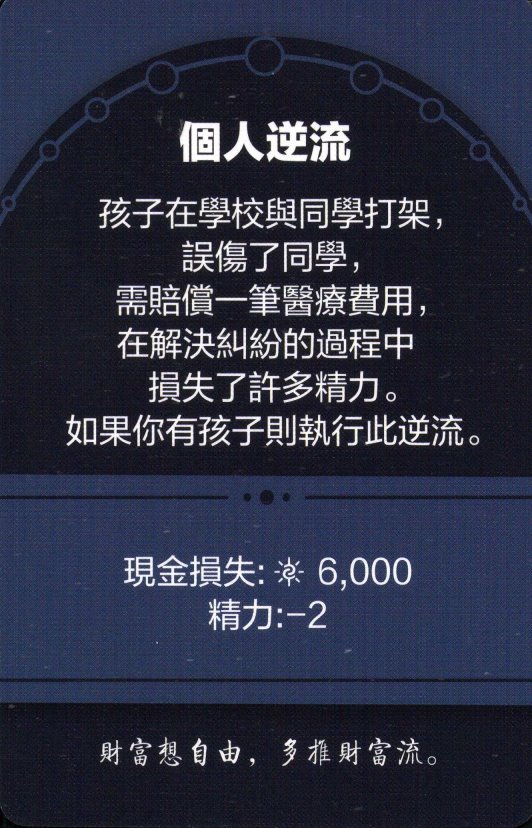 個人逆流
孩子在學校與同學打架，
誤傷了同學，
需賠償一筆醫療費用，
在解決糾紛的過程中
損失了許多精力。
如果你有孩子則執行此逆流。
現金損失: 6,000
精力:−2
財富想自由，多推財富流。